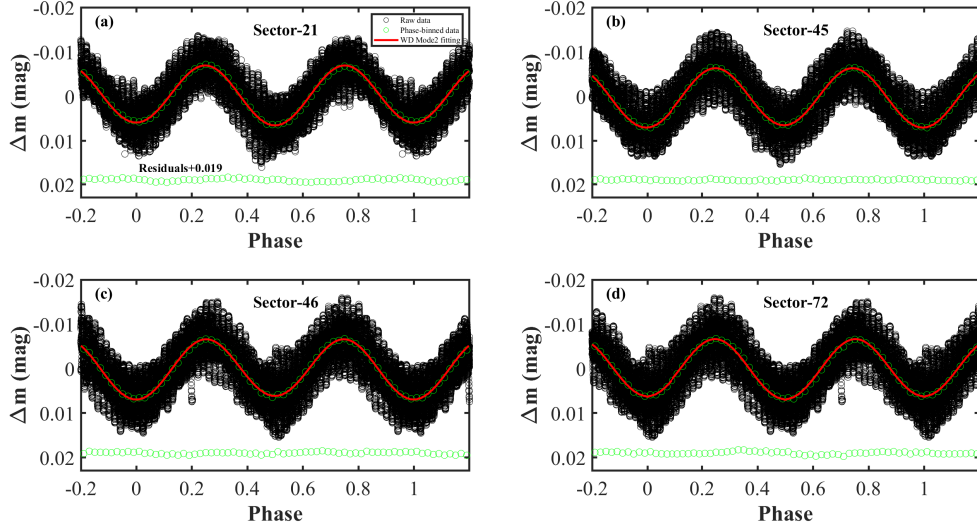 (a)
Sector-21
Raw data
Phase-binned data
WD Mode2 fitting
-0.02
-0.01
0
0.01
0.02
Δm (mag)
Residuals+0.019
-0.2 0 0.2 0.4 0.6 0.8 1
Phase
(b)
Sector-45
-0.02
-0.01
0
0.01
0.02
Δm (mag)
-0.2 0 0.2 0.4 0.6 0.8 1
Phase
(c)
Sector-46
-0.02
-0.01
0
0.01
0.02
Δm (mag)
-0.2 0 0.2 0.4 0.6 0.8 1
Phase
(d)
Sector-72
-0.02
-0.01
0
0.01
0.02
Δm (mag)
-0.2 0 0.2 0.4 0.6 0.8 1
Phase